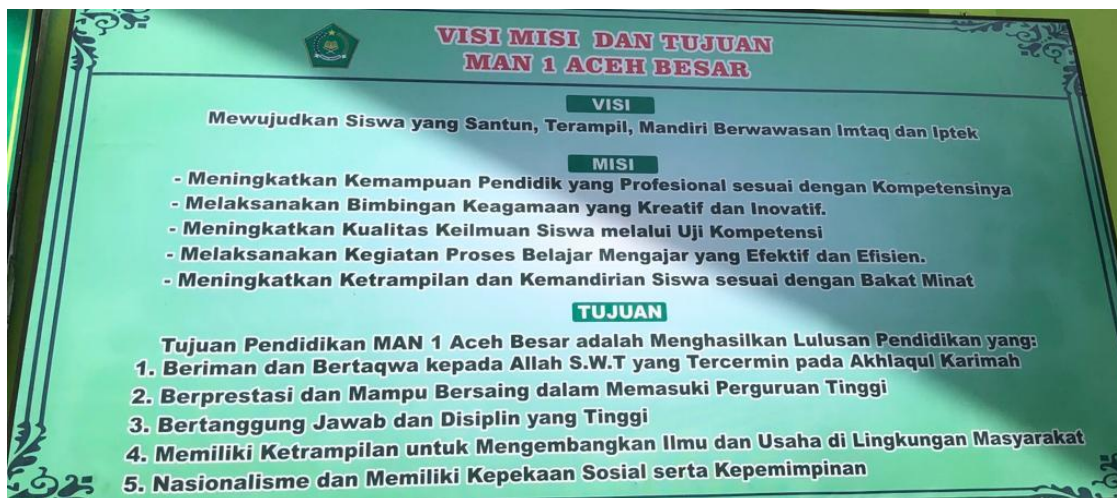 VISI MISI DAN TUJUAN
MAN 1 ACEH BESAR
VISI
Mewujudkan Siswa yang Santun, Terampil, Mandiri Berwawasan Imtaq dan Iptek
MISI
- Meningkatkan Kemampuan Pendidik yang Profesional sesuai dengan Kompetensinya
- Melaksanakan Bimbingan Keagamaan yang Kreatif dan Inovatif.
- Meningkatkan Kualitas Keilmuan Siswa melalui Uji Kompetensi
- Melaksanakan Kegiatan Proses Belajar Mengajar yang Efektif dan Efisien.
- Meningkatkan Ketrampilan dan Kemandirian Siswa sesuai dengan Bakat Minat
TUJUAN
Tujuan Pendidikan MAN 1 Aceh Besar adalah Menghasilkan Lulusan Pendidikan yang:
1. Beriman dan Bertaqwa kepada Allah S.W.T yang Tercermin pada Akhlaqul Karimah
2. Berprestasi dan Mampu Bersaing dalam Memasuki Perguruan Tinggi
3. Bertanggung Jawab dan Disiplin yang Tinggi
4. Memiliki Ketrampilan untuk Mengembangkan Ilmu dan Usaha di Lingkungan Masyarakat
5. Nasionalisme dan Memiliki Kepekaan Sosial serta Kepemimpinan